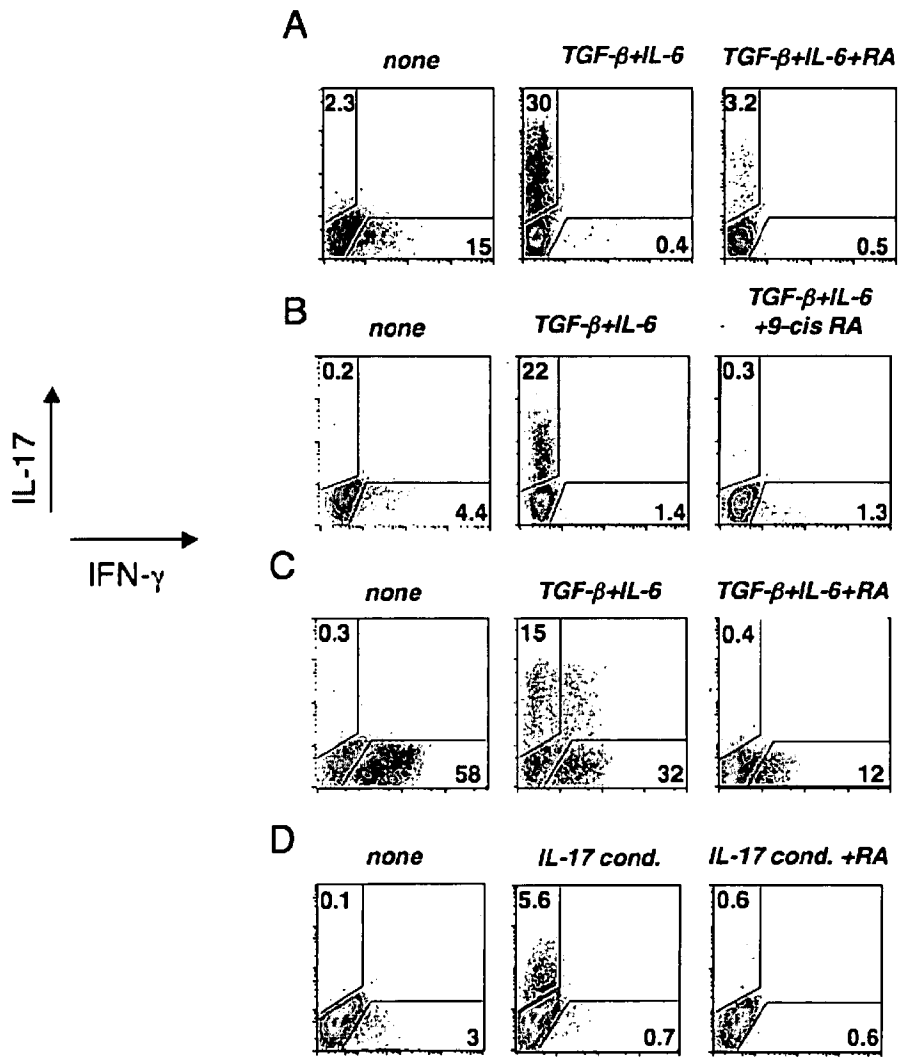 A
none
TGF-β+IL-6
TGF-β+IL-6+RA
2.3
15
30
0.4
3.2
0.5
B
none
TGF-β+IL-6
TGF-β+IL-6
+9-cis RA
0.2
4.4
22
1.4
0.3
1.3
IL-17
IFN-γ
C
none
TGF-β+IL-6
TGF-β+IL-6+RA
0.3
58
15
32
0.4
12
D
none
IL-17 cond.
IL-17 cond. +RA
0.1
3
5.6
0.7
0.6
0.6